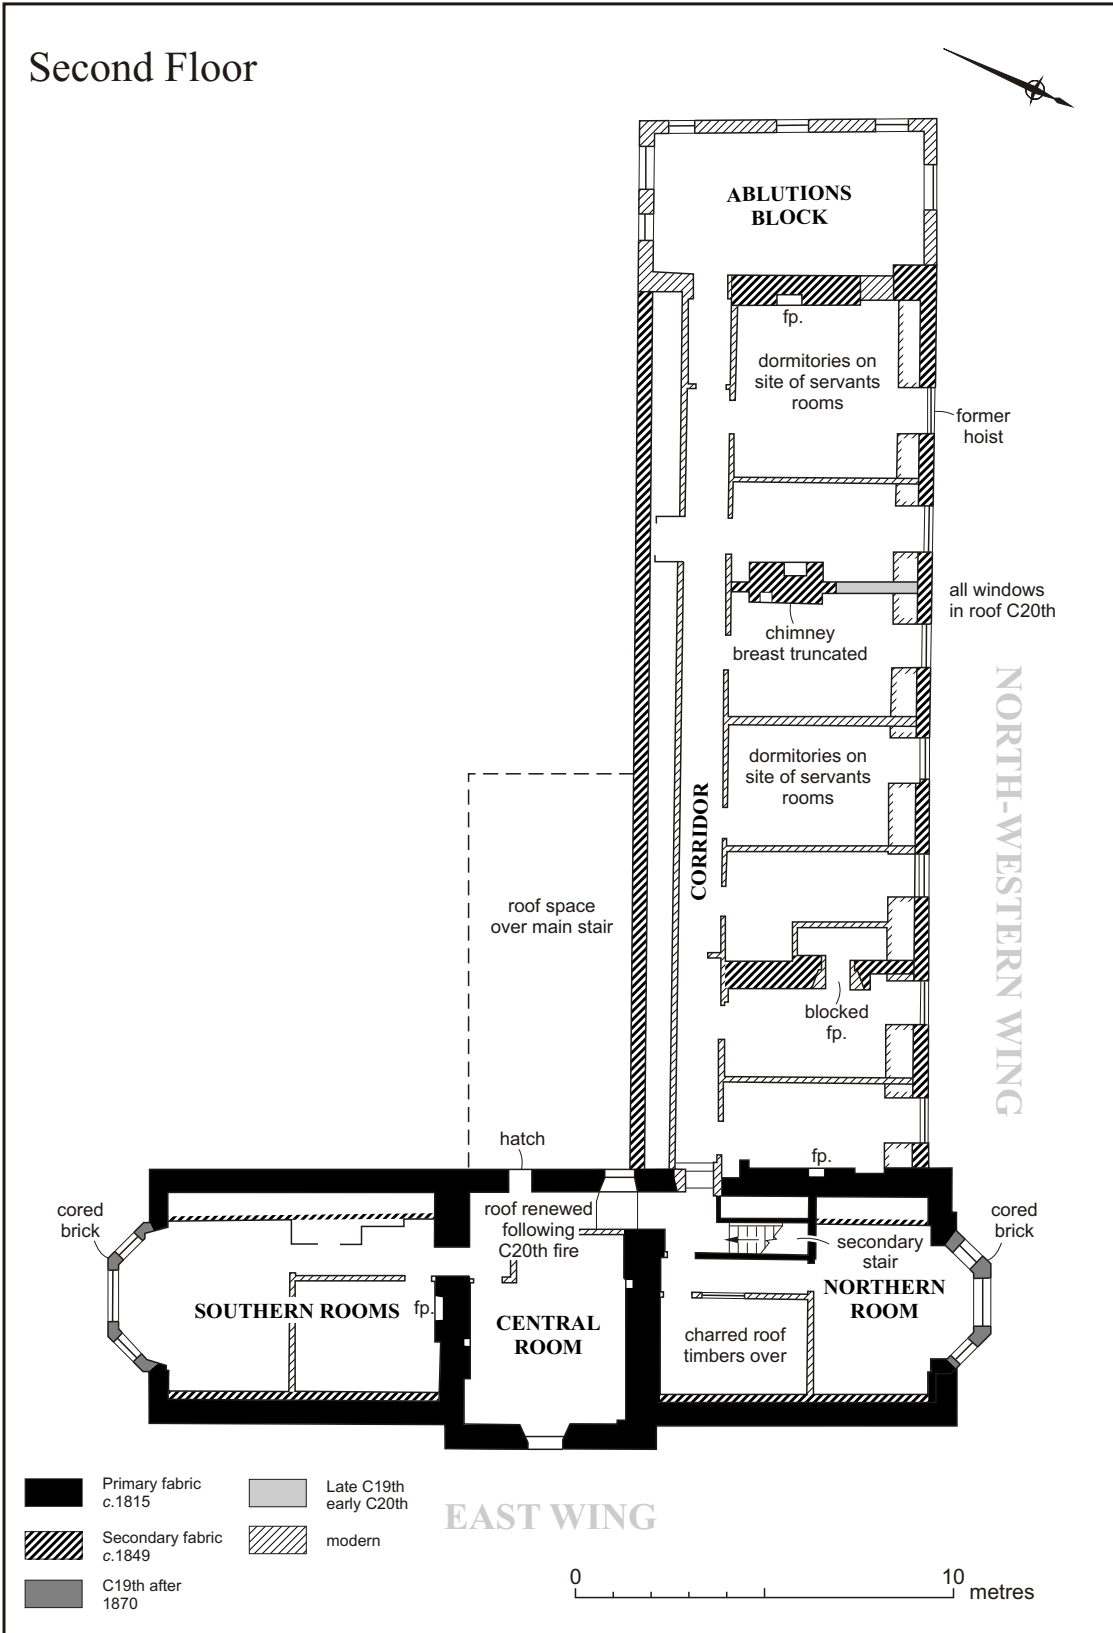 Second Floor
ABLUTIONS
BLOCK
fp.
dormitories on
site of servants
rooms
former
hoist
all windows
in roof C20th
chimney
breast truncated
NORTH-WESTERN WING
dormitories on
site of servants
rooms
CORRIDOR
roof space
over main stair
blocked
fp.
hatch
fp.
cored
brick
roof renewed
following
C20th fire
secondary
stair
cored
brick
SOUTHERN ROOMS
fp.
CENTRAL
ROOM
NORTHERN
ROOM
charred roof
timbers over
Primary fabric
c.1815
Secondary fabric
c.1849
C19th after
1870
Late C19th
early C20th
modern
EAST WING
0
10
metres